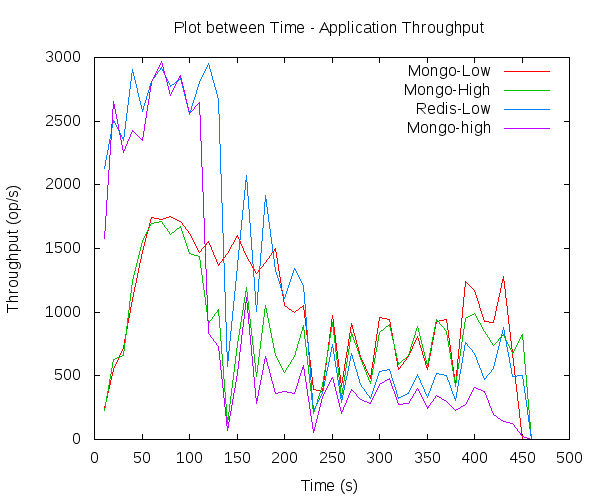 Plot between Time - Application Throughput
Throughput (op/s)
3000
2500
2000
1500
1000
500
0
Mongo-Low
Mongo-High
Redis-Low
Mongo-high
0 50 100 150 200 250 300 350 400 450 500
Time (s)